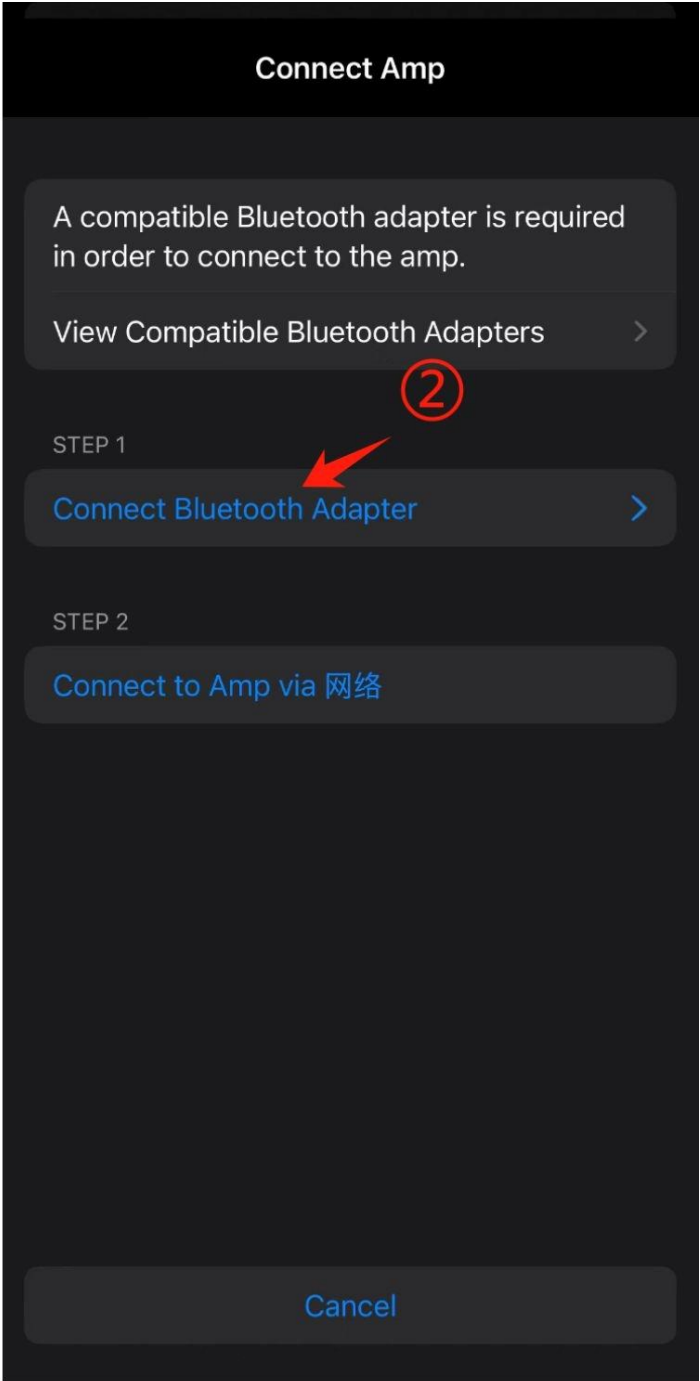 Connect Amp
A compatible Bluetooth adapter is required
in order to connect to the amp.
View Compatible Bluetooth Adapters
②
STEP 1
Connect Bluetooth Adapter
STEP 2
Connect to Amp via 网络
Cancel